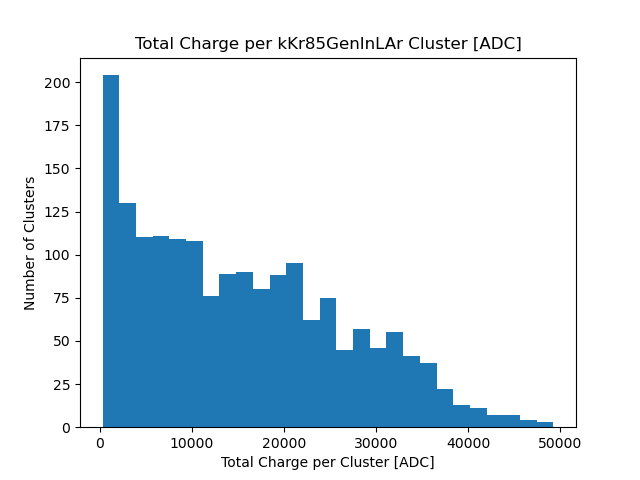 Total Charge per kKr85GenInLAr Cluster [ADC]
200
175
150
125
100
75
50
25
0
Number of Clusters
0 10000 20000 30000 40000 50000
Total Charge per Cluster [ADC]